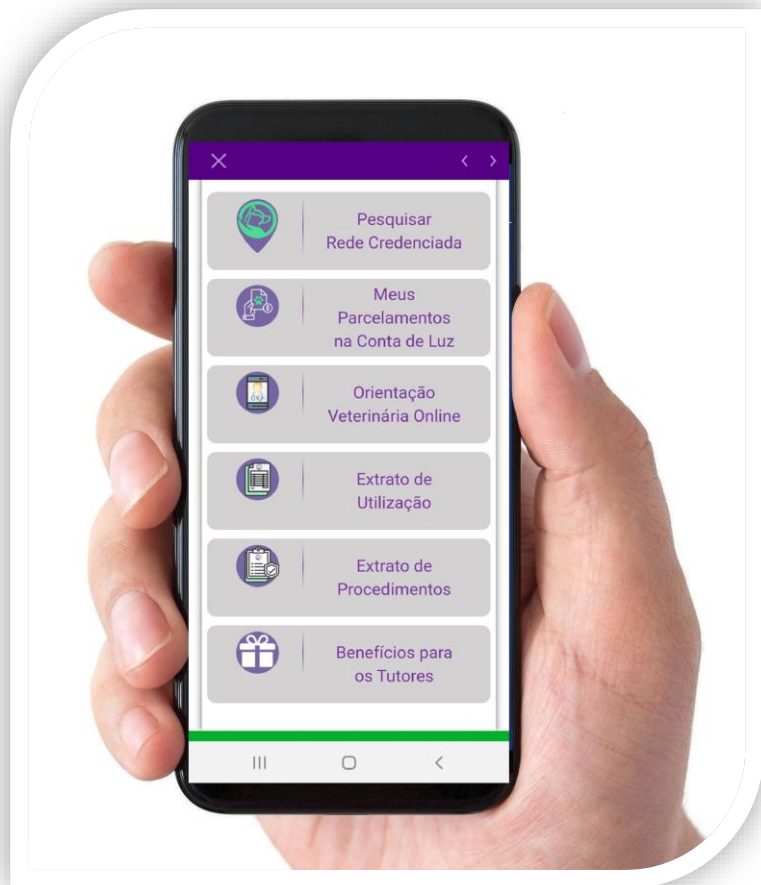 Pesquisar
Rede Credenciada
Meus
Parcelamentos
na Conta de Luz
Orientação
Veterinária Online
Extrato de
Utilização
Extrato de
Procedimentos
Benefícios para
os Tutores